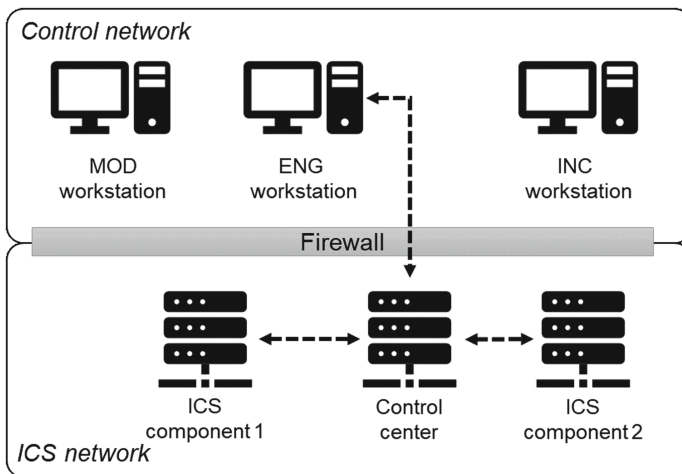 Control network
MOD
workstation
ENG
workstation
INC
workstation
Firewall
ICS
component 1
Control
center
ICS
component 2
ICS network